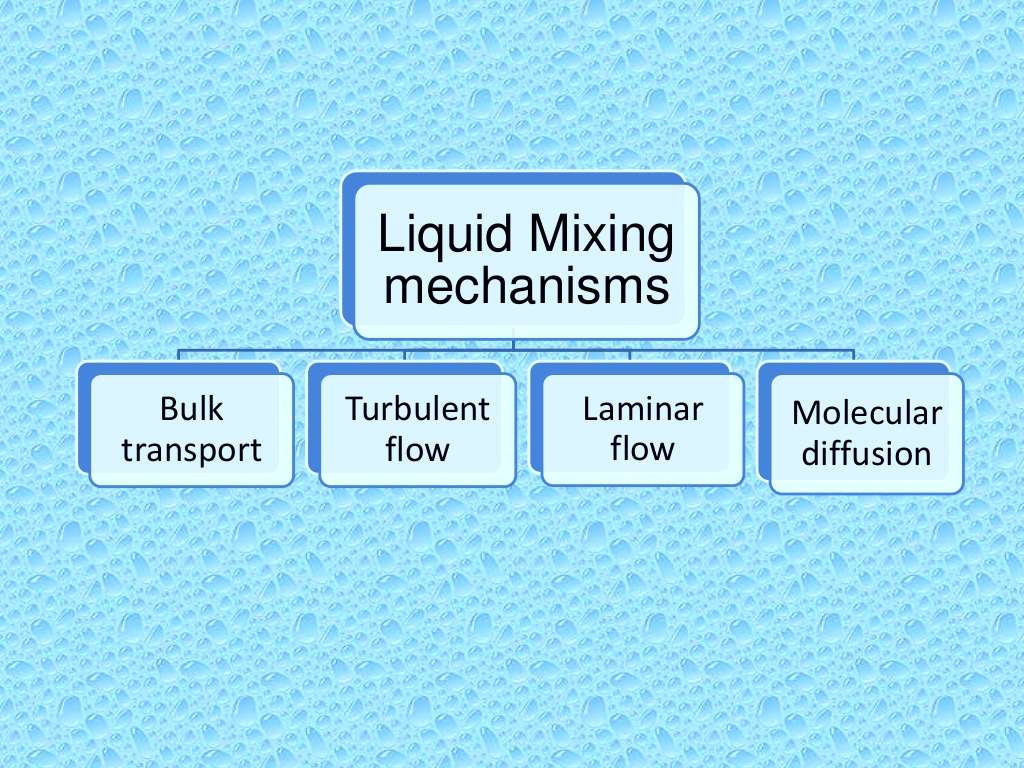 Liquid Mixing
mechanisms
Bulk
transport
Turbulent
flow
Laminar
flow
Molecular
diffusion